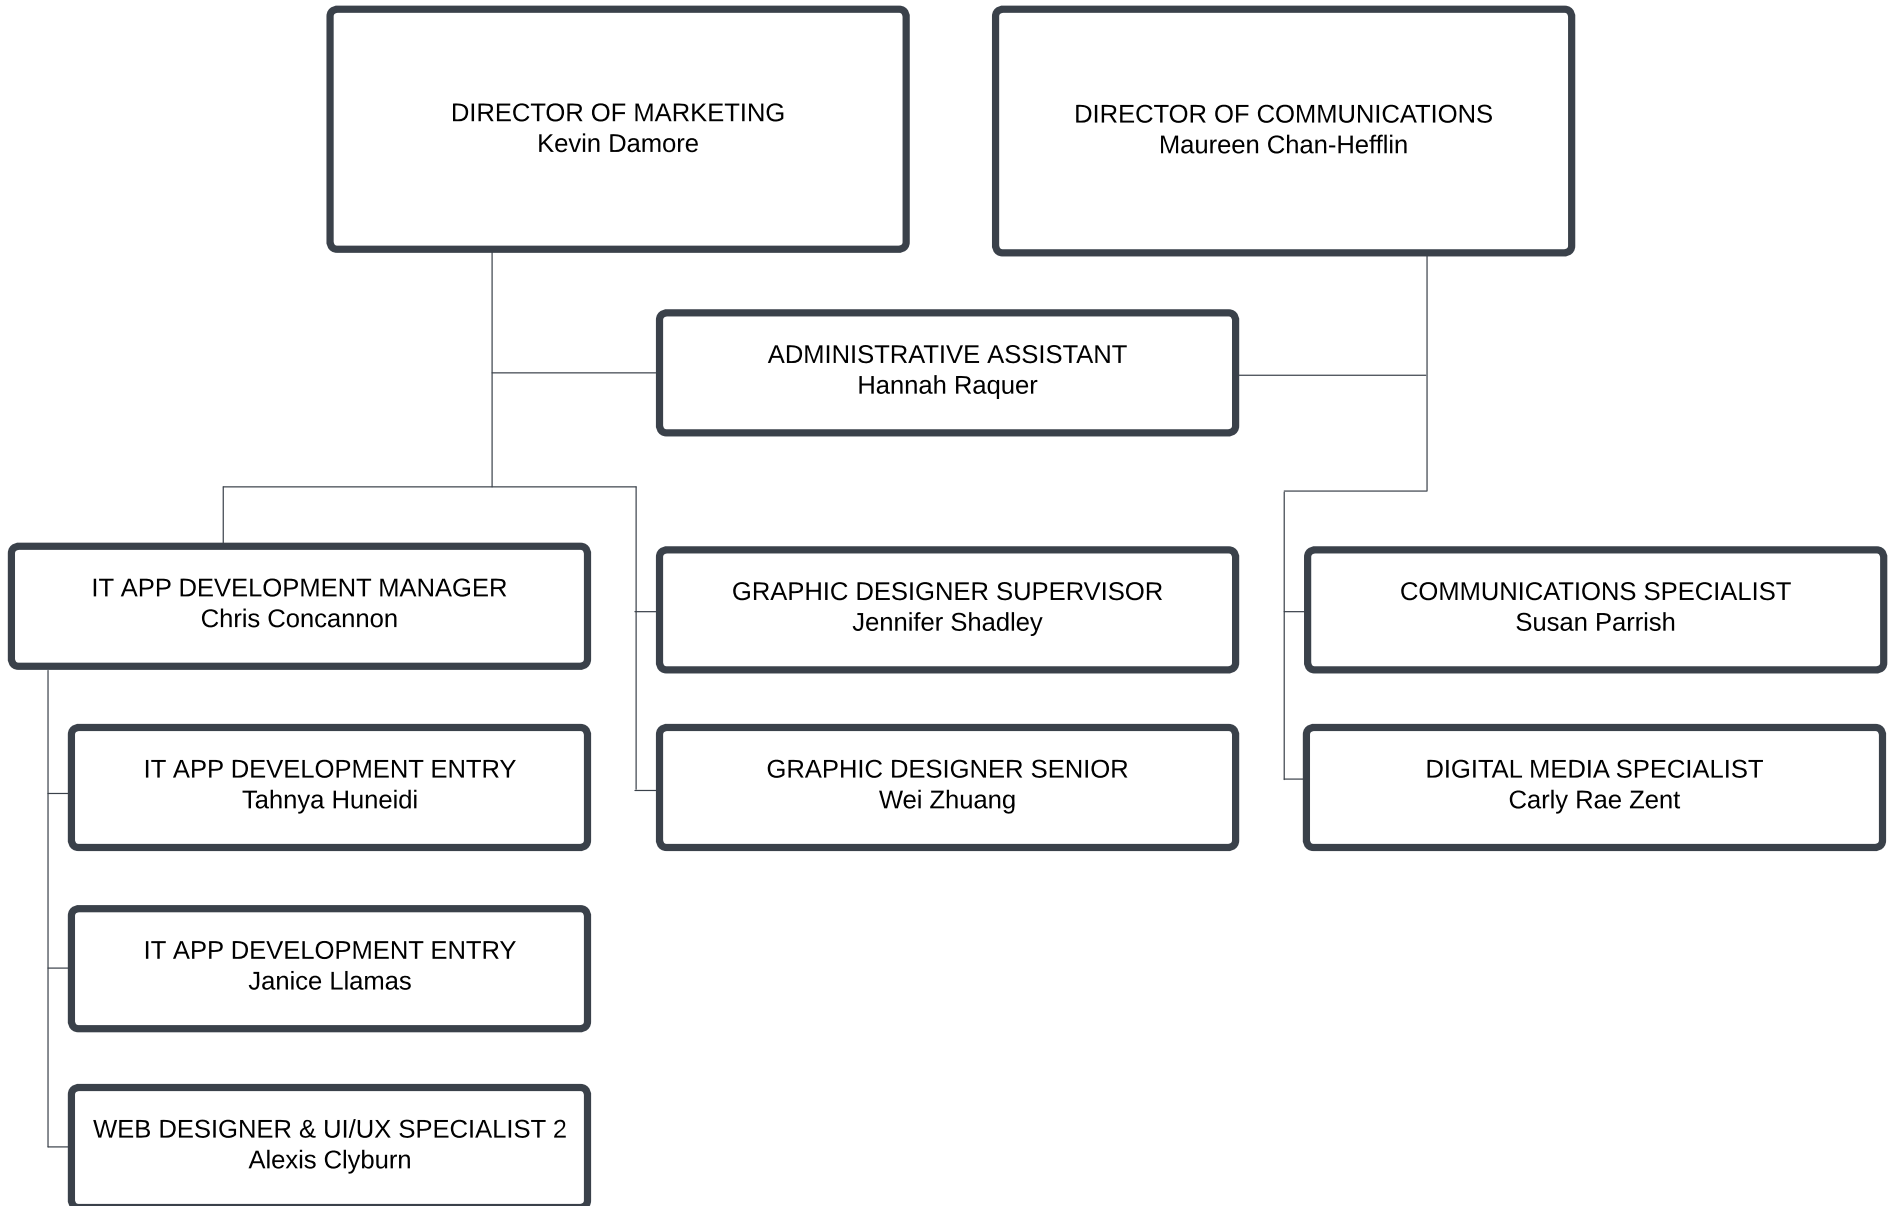 DIRECTOR OF MARKETING
Kevin Damore
DIRECTOR OF COMMUNICATIONS
Maureen Chan-Hefflin
ADMINISTRATIVE ASSISTANT
Hannah Raquer
IT APP DEVELOPMENT MANAGER
Chris Concannon
GRAPHIC DESIGNER SUPERVISOR
Jennifer Shadley
COMMUNICATIONS SPECIALIST
Susan Parrish
IT APP DEVELOPMENT ENTRY
Tahnya Huneidi
GRAPHIC DESIGNER SENIOR
Wei Zhuang
DIGITAL MEDIA SPECIALIST
Carly Rae Zent
IT APP DEVELOPMENT ENTRY
Janice Llamas
WEB DESIGNER & UI/UX SPECIALIST 2
Alexis Clyburn